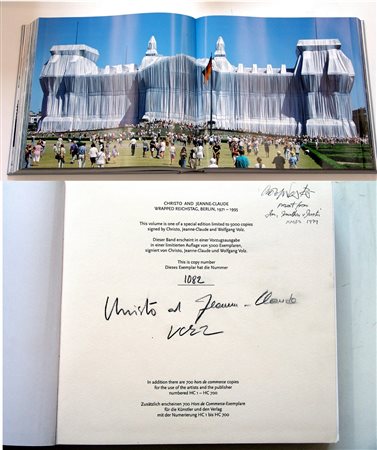 CHRISTO AND JEANNE-CLAUDE
WRAPPED REICHSTAG, BERLIN, 1971 – 1995
This volume is one of a special edition limited to 5000 copies
signed by Christo, Jeanne-Claude and Wolfgang Volz.
Dieser Band erscheint in einer Vorzugsausgabe
in einer limitierten Auflage von 5000 Exemplaren,
signiert von Christo, Jeanne-Claude und Wolfgang Volz.
This is copy number
Dieses Exemplar hat die Nummer
1082
Christo and Jeanne-Claude
VOLZ
In addition there are 700 hors de commerce copies
for the use of the artists and the publisher
numbered HC 1 – HC 700
Zusätzlich erscheinen 700 Hors de Commerce-Exemplare
für die Künstler und den Verlag
mit der Numerierung HC 1 bis HC 700